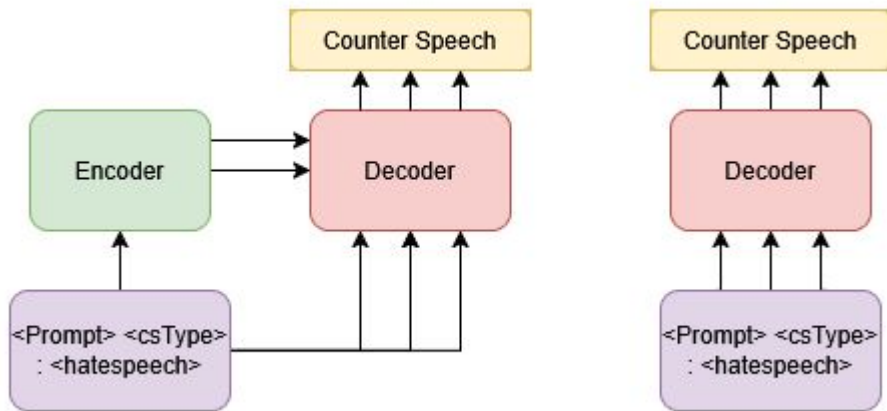 Counter Speech
Encoder
Decoder
<Prompt> <csType>
: <hatespeech>
Counter Speech
Decoder
<Prompt> <csType>
: <hatespeech>